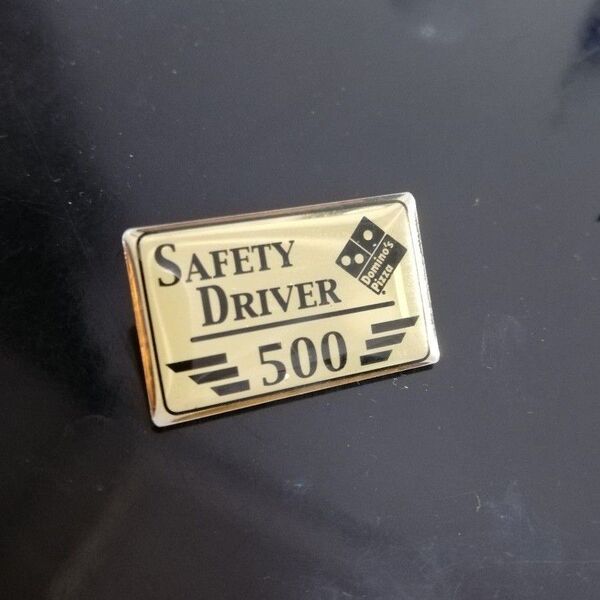 SAFETY
DRIVER
500
Domino's
Pizza